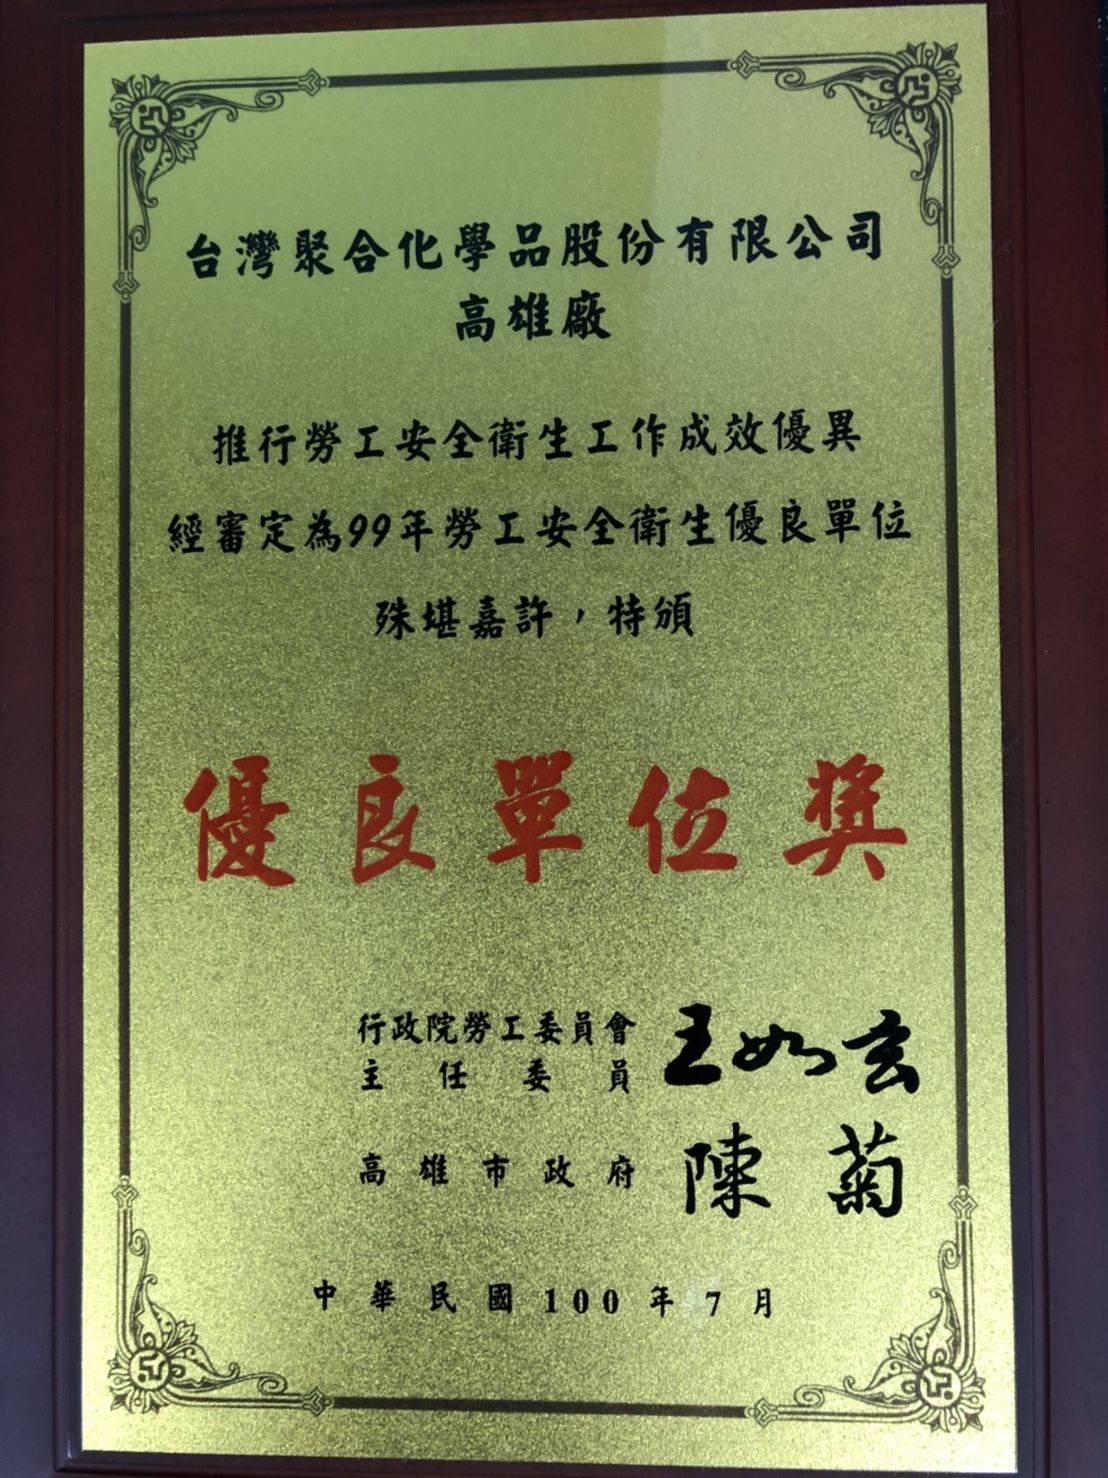 台灣聚合化學品股份有限公司
高雄廠
推行勞工安全衛生工作成效優異
經審定為99年勞工安全衛生優良單位
殊堪嘉許，特頒
優良單位獎
行政院勞工委員會
主任委員 王如玄
高雄市政府 陳菊
中華民國100年7月